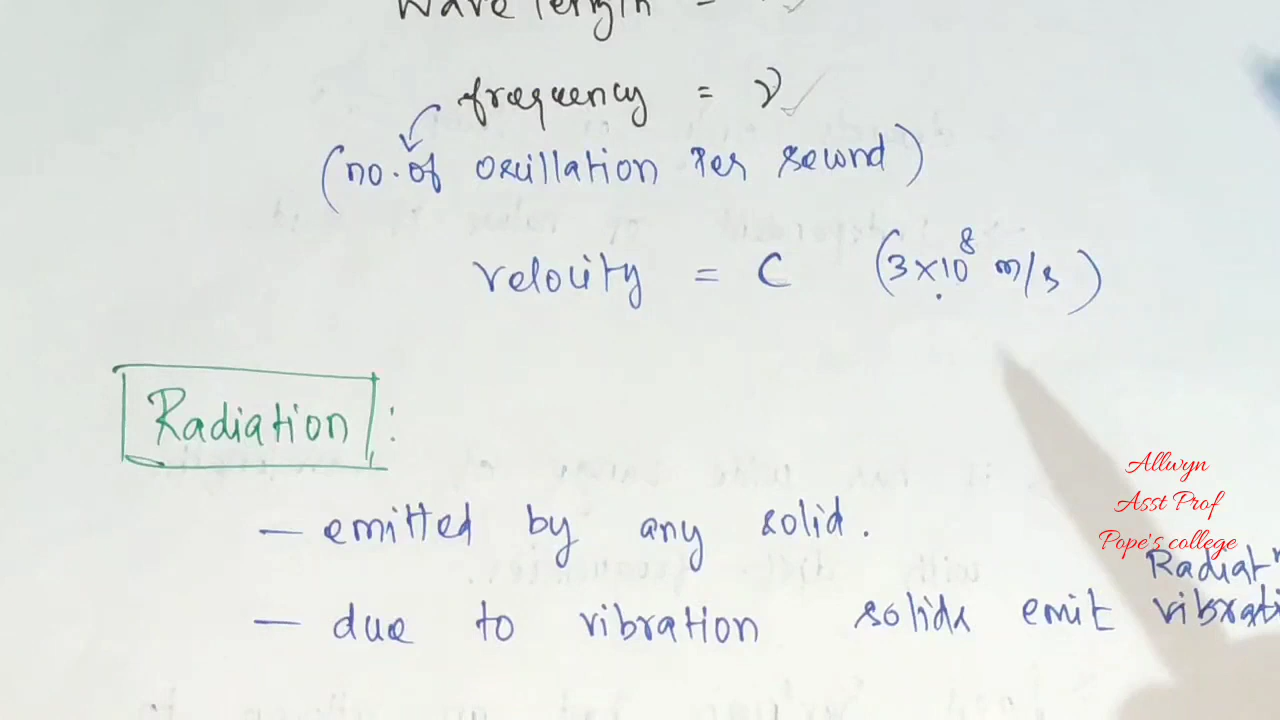 Wavelength =
frequency = ν
(no. of oscillation per second)
velocity = C (3×10⁸ m/s)
Radiation :
— emitted by any solid.
— due to vibration solids emit
Allwyn
Asst Prof
Pope's college